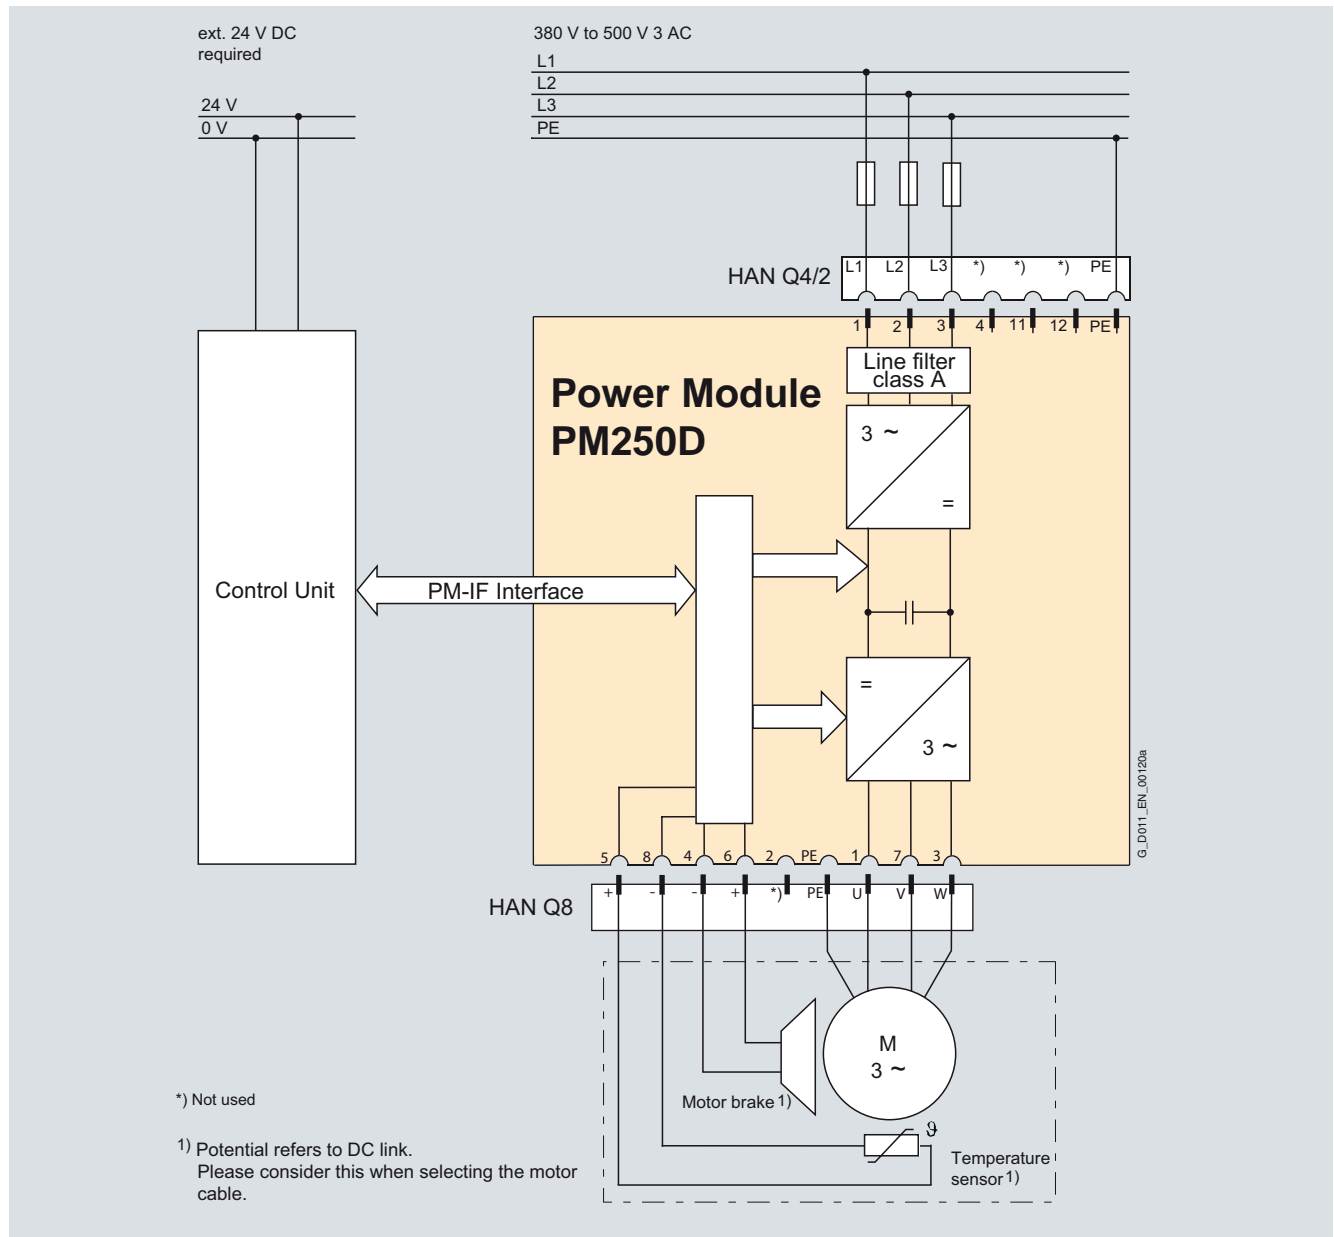 ext. 24 V DC
required
380 V to 500 V 3 AC
L1
L2
L3
PE
24 V
0 V
HAN Q4/2
L1 L2 L3 *) *) *) PE
1 2 3 4 11 12 PE
Line filter
class A
Power Module
PM250D
3 ~
=
Control Unit
PM-IF Interface
=
3 ~
G_D011_EN_00120a
5 8 4 6 2 PE 1 7 3
+ - - + *) PE U V W
HAN Q8
M
3 ~
Motor brake 1)
ϑ
Temperature
sensor 1)
*) Not used
1) Potential refers to DC link.
Please consider this when selecting the motor
cable.